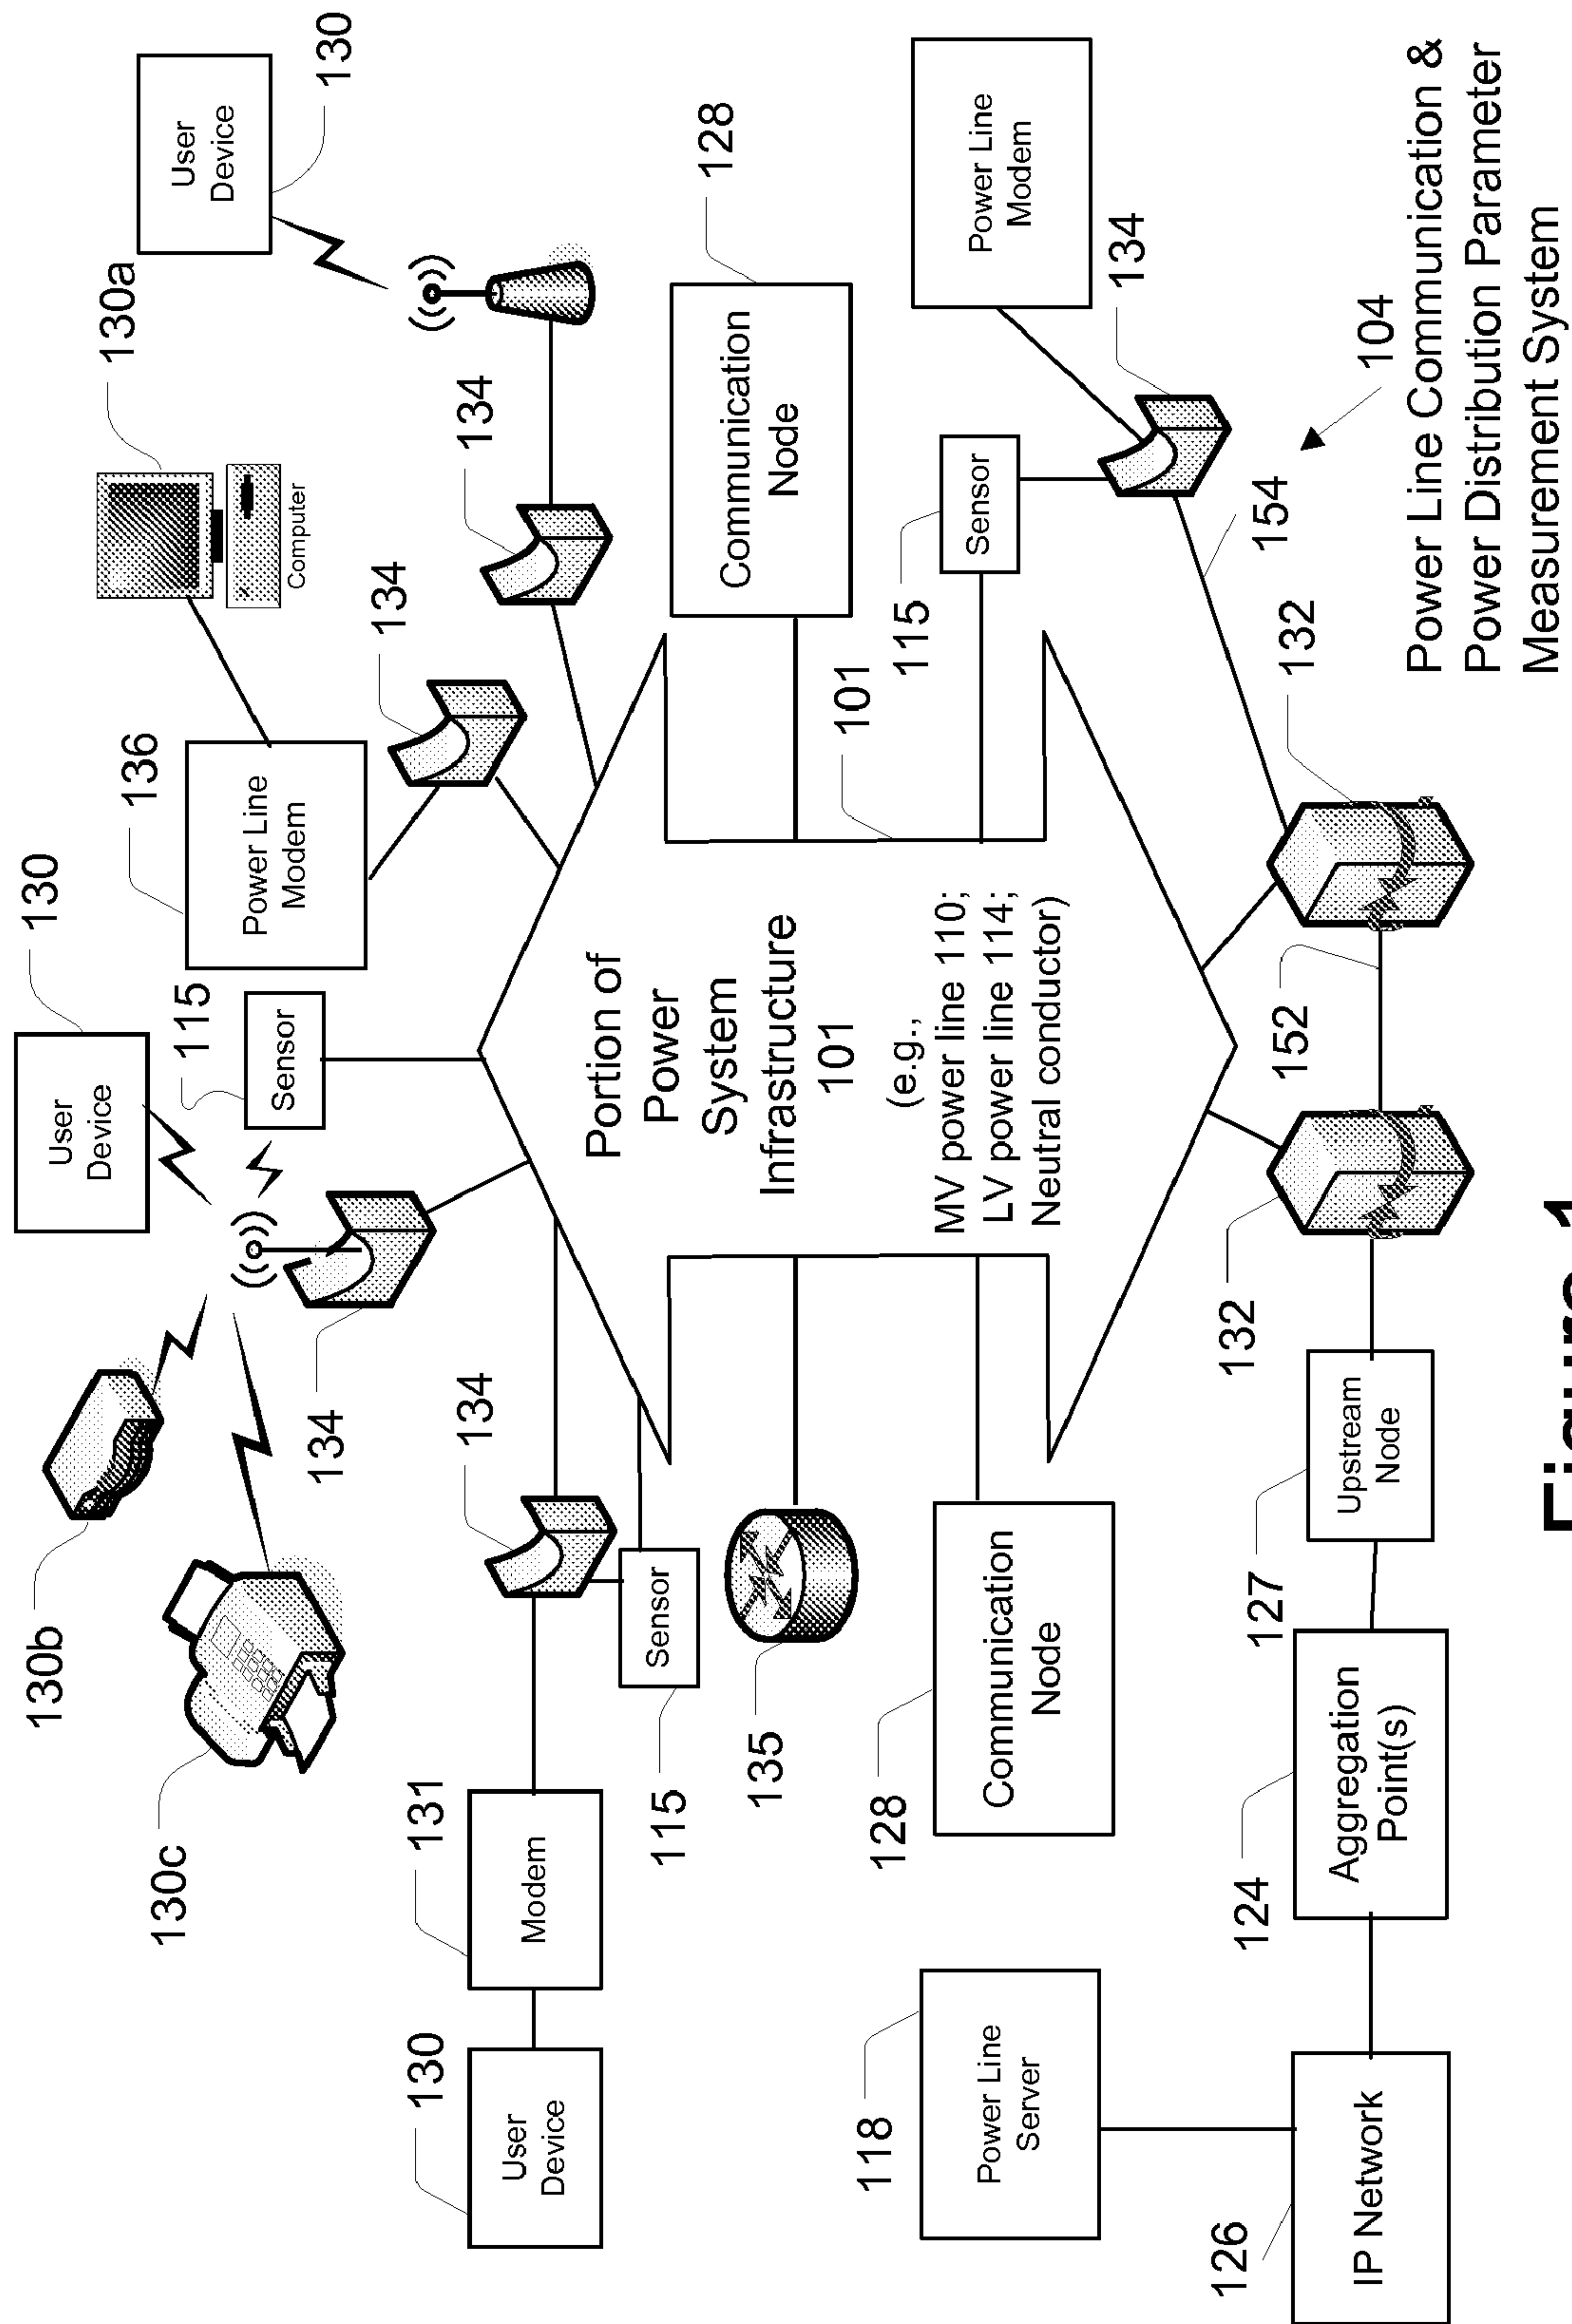 130
User
Device
130a
Computer
136
Power Line
Modem
134
134
130
User
Device
115
Sensor
134
130b
130c
134
130
User
Device
131
Modem
115
Sensor
128
Communication
Node
Portion of
Power
System
Infrastructure
101
(e.g.,
MV power line 110;
LV power line 114;
Neutral conductor)
101
115
Sensor
Power Line
Modem
134
135
128
Communication
Node
118
Power Line
Server
126
IP Network
124
Aggregation
Point(s)
127
Upstream
Node
132
152
132
154
104
Power Line Communication &
Power Distribution Parameter
Measurement System
Figure 1